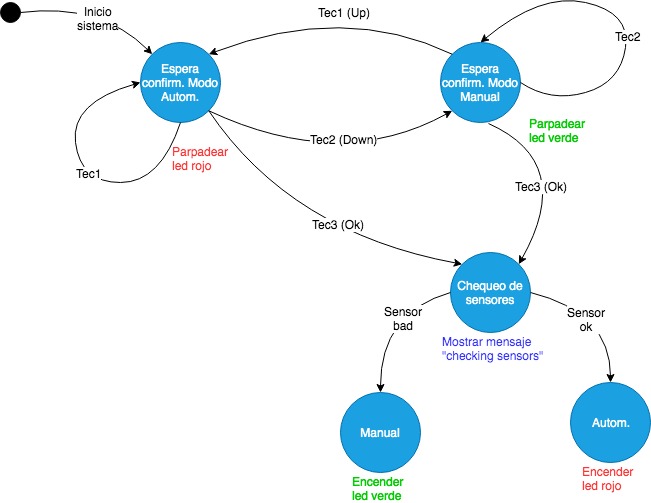 Inicio
sistema
Tec1 (Up)
Tec2
Espera
confirm. Modo
Autom.
Espera
confirm. Modo
Manual
Parpadear
led verde
Tec2 (Down)
Parpadear
led rojo
Tec1
Tec3 (Ok)
Tec3 (Ok)
Chequeo de
sensores
Sensor
bad
Sensor
ok
Mostrar mensaje
"checking sensors"
Manual
Autom.
Encender
led verde
Encender
led rojo